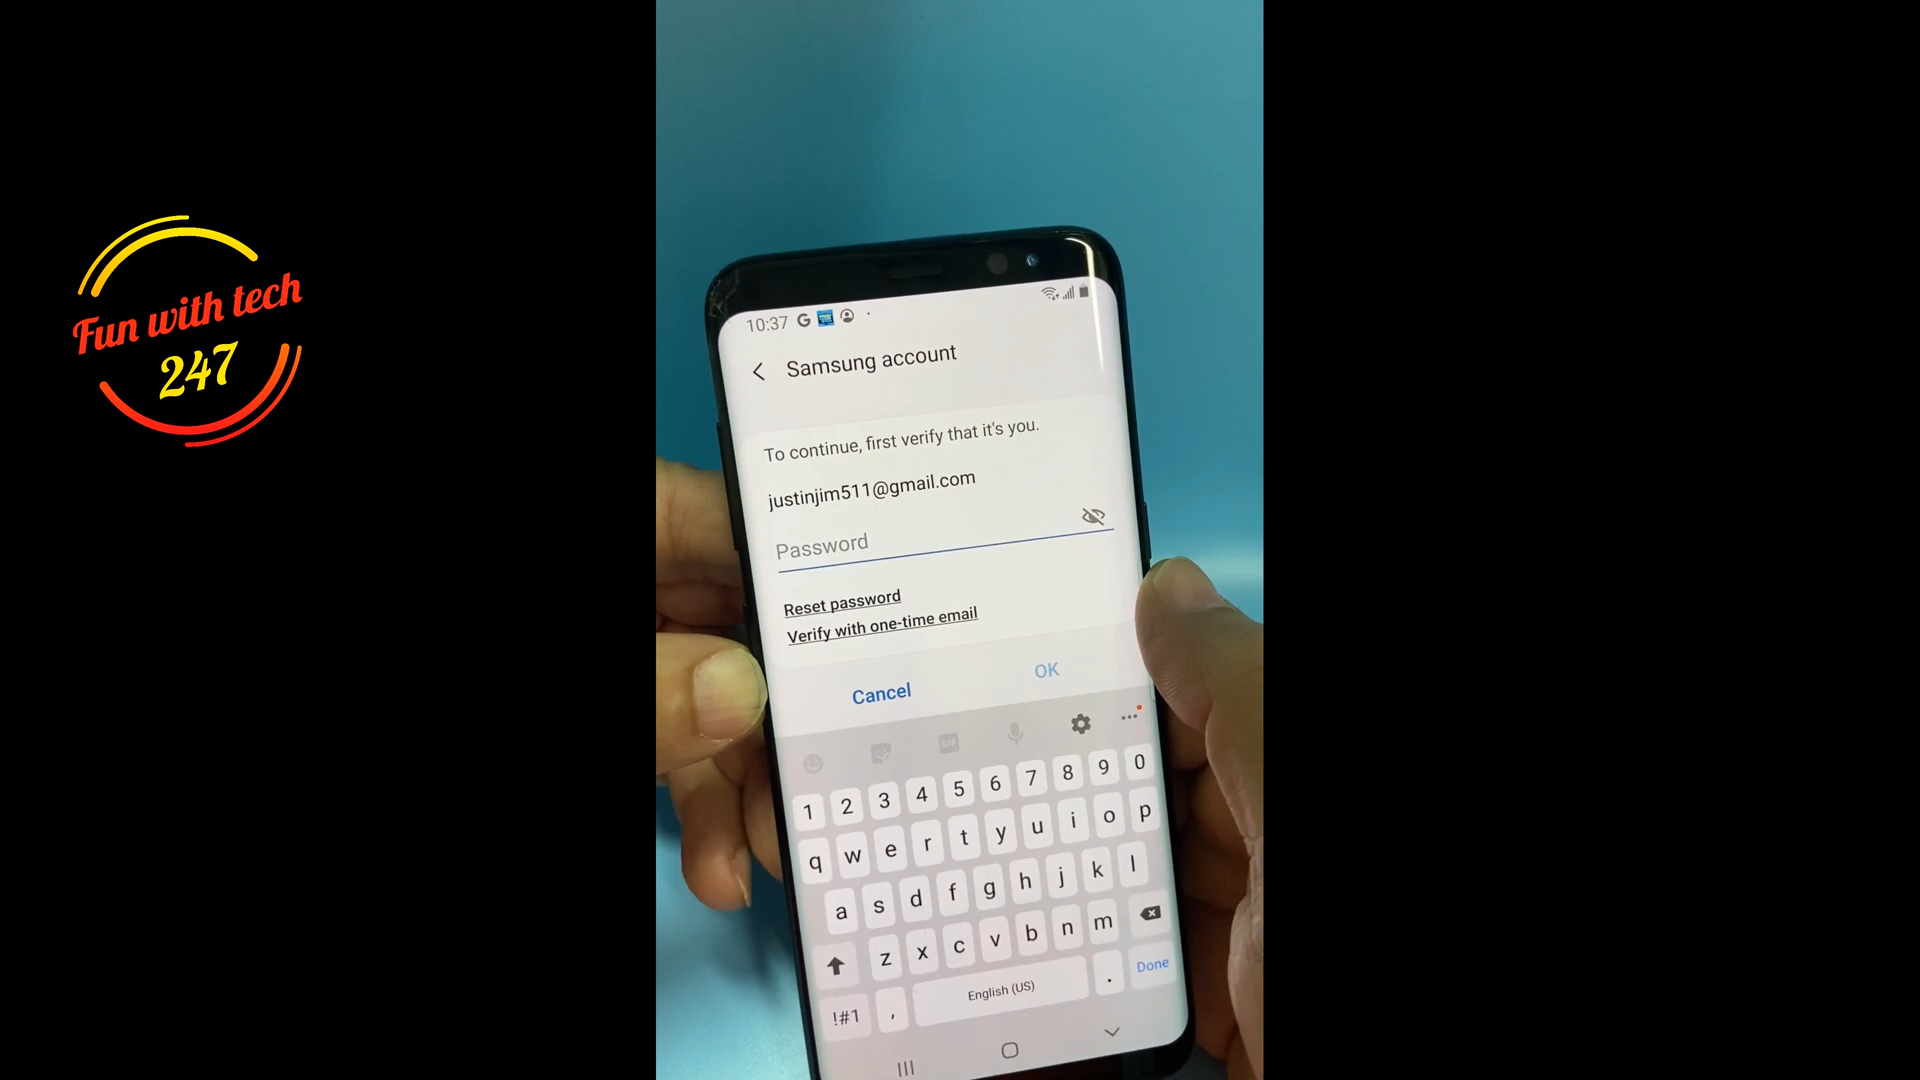 Fun with tech
247
10:37
Samsung account
To continue, first verify that it's you.
justinjim511@gmail.com
Password
Reset password
Verify with one-time email
Cancel OK
GIF
1 2 3 4 5 6 7 8 9 0
q w e r t y u i o p
a s d f g h j k l
z x c v b n m
!#1 , English (US) . Done